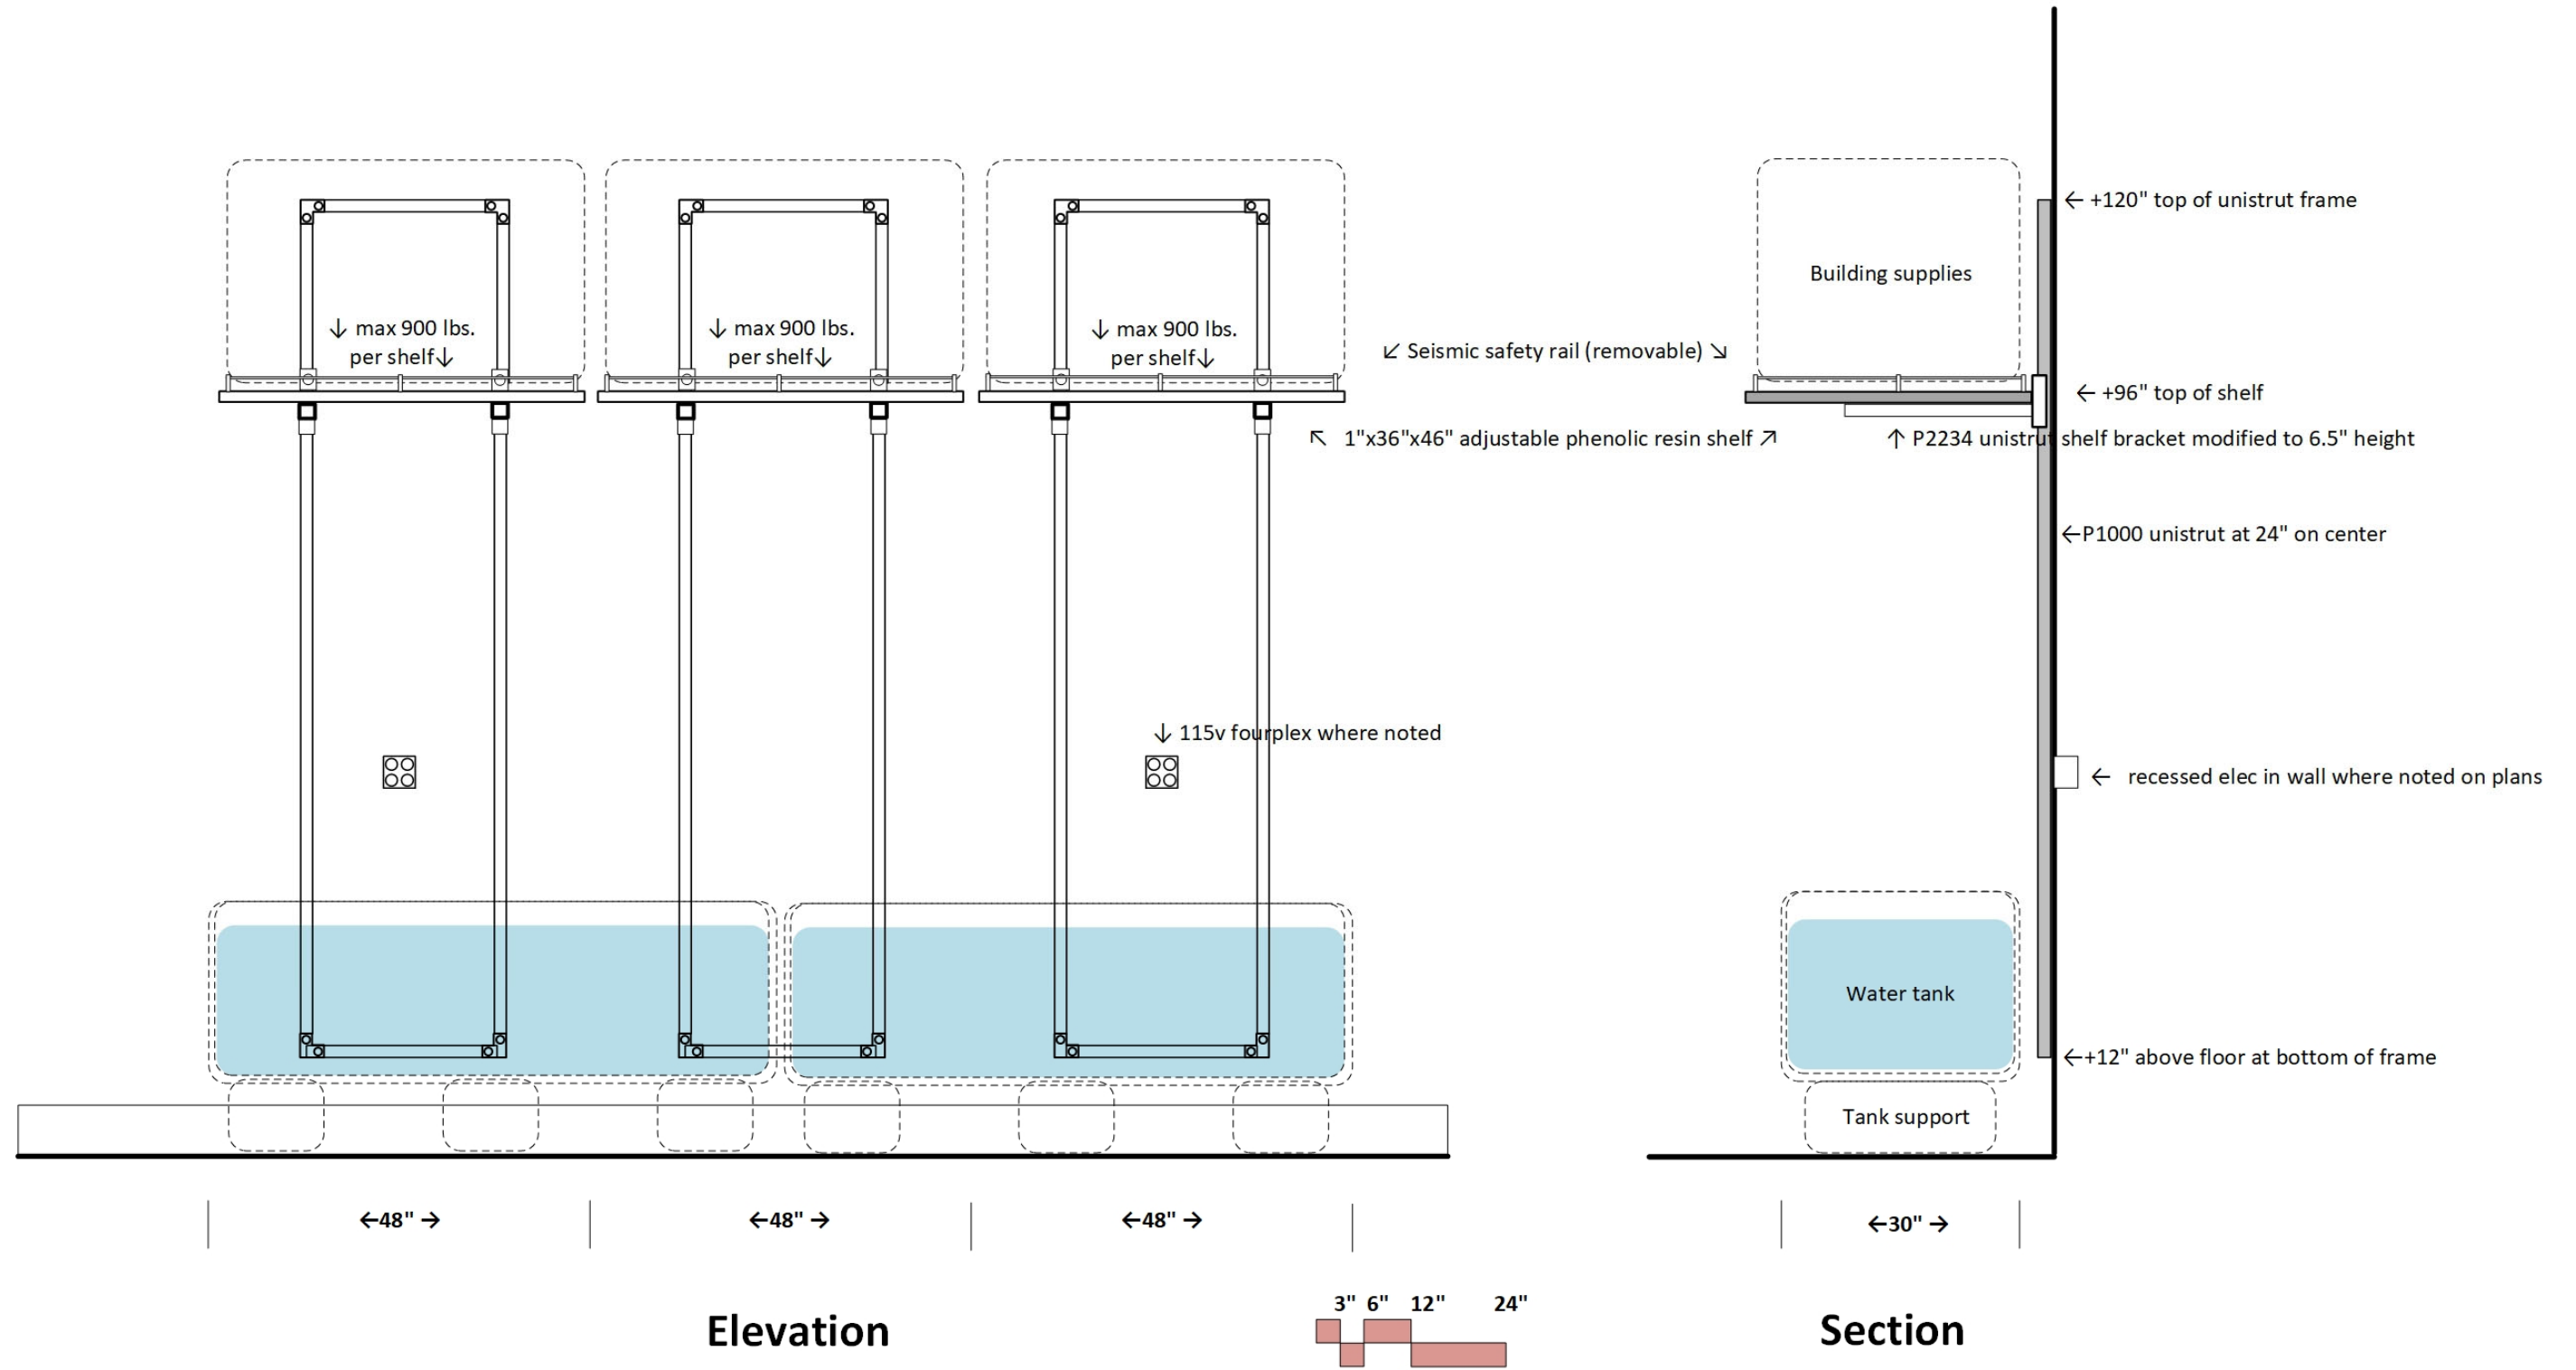 ← +120" top of unistrut frame
Building supplies
↓ max 900 lbs.
per shelf↓
↓ max 900 lbs.
per shelf↓
↓ max 900 lbs.
per shelf↓
↙ Seismic safety rail (removable) ↘
← +96" top of shelf
↖ 1"x36"x46" adjustable phenolic resin shelf ↗
↑ P2234 unistrut shelf bracket modified to 6.5" height
←P1000 unistrut at 24" on center
↓ 115v fourplex where noted
← recessed elec in wall where noted on plans
Water tank
←+12" above floor at bottom of frame
Tank support
←48" →
←48" →
←48" →
←30" →
3" 6" 12" 24"
Elevation
Section